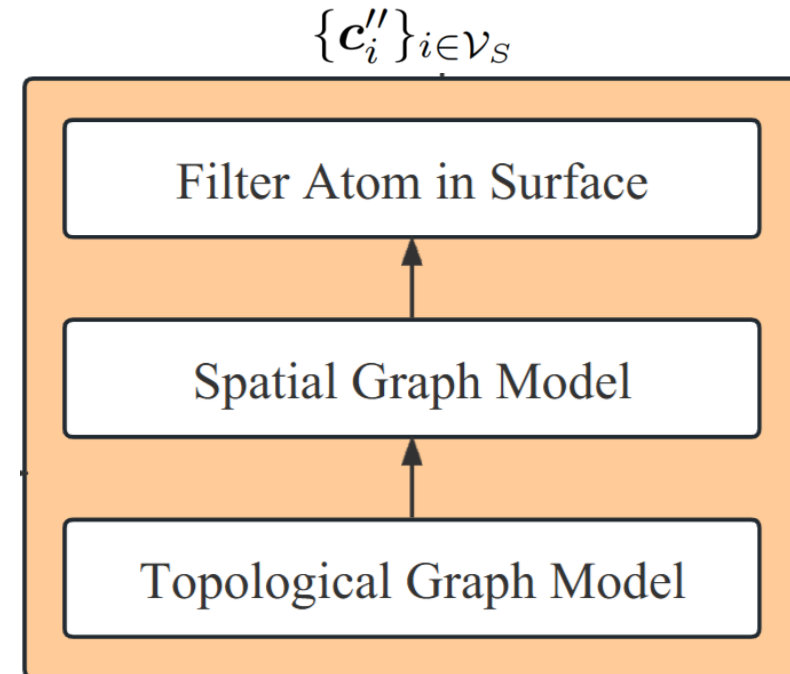 {c''_i}_{i∈𝒱_S}
Filter Atom in Surface
Spatial Graph Model
Topological Graph Model